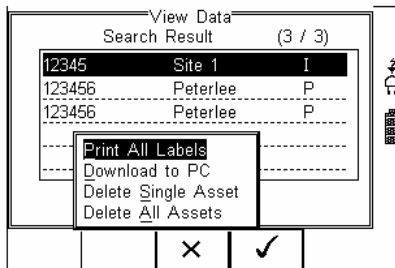 View Data
Search Result (3 / 3)
12345 Site 1 I
123456 Peterlee P
123456 Peterlee P
Print All Labels
Download to PC
Delete Single Asset
Delete All Assets